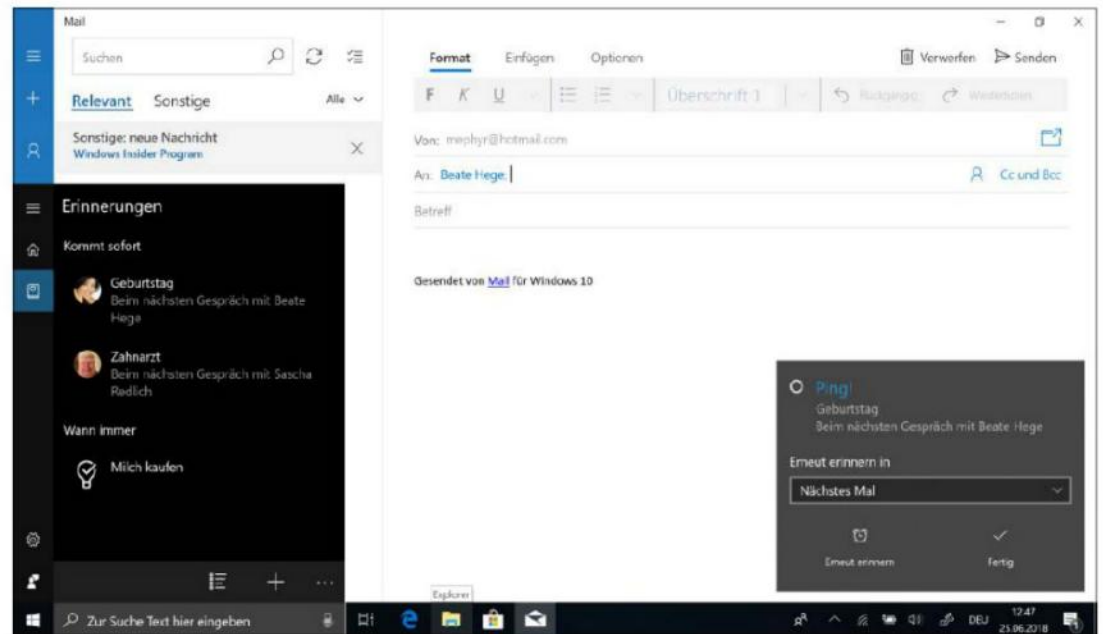 Mail
Suchen
Relevant Sonstige Alle
Sonstige: neue Nachricht
Windows Insider Program
Erinnerungen
Kommt sofort
Geburtstag
Beim nächsten Gespräch mit Beate
Hege
Zahnarzt
Beim nächsten Gespräch mit Sascha
Redlich
Wann immer
Milch kaufen
Zur Suche Text hier eingeben
Format Einfügen Optionen Verwerfen Senden
F K U Überschrift 1 Rückgängig
Von: mephyr@hotmail.com
An: Beate Hege; Cc und Bcc
Betreff
Gesendet von Mail für Windows 10
Ping!
Geburtstag
Beim nächsten Gespräch mit Beate Hege
Erneut erinnern in
Nächstes Mal
Erneut erinnern Fertig
Explorer
DEU 12:47
25.06.2018